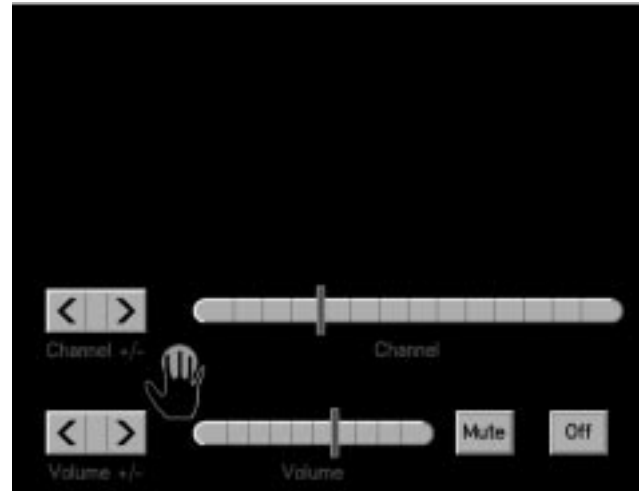 < >
Channel +/-
Channel
< >
Mute
Off
Volume +/-
Volume